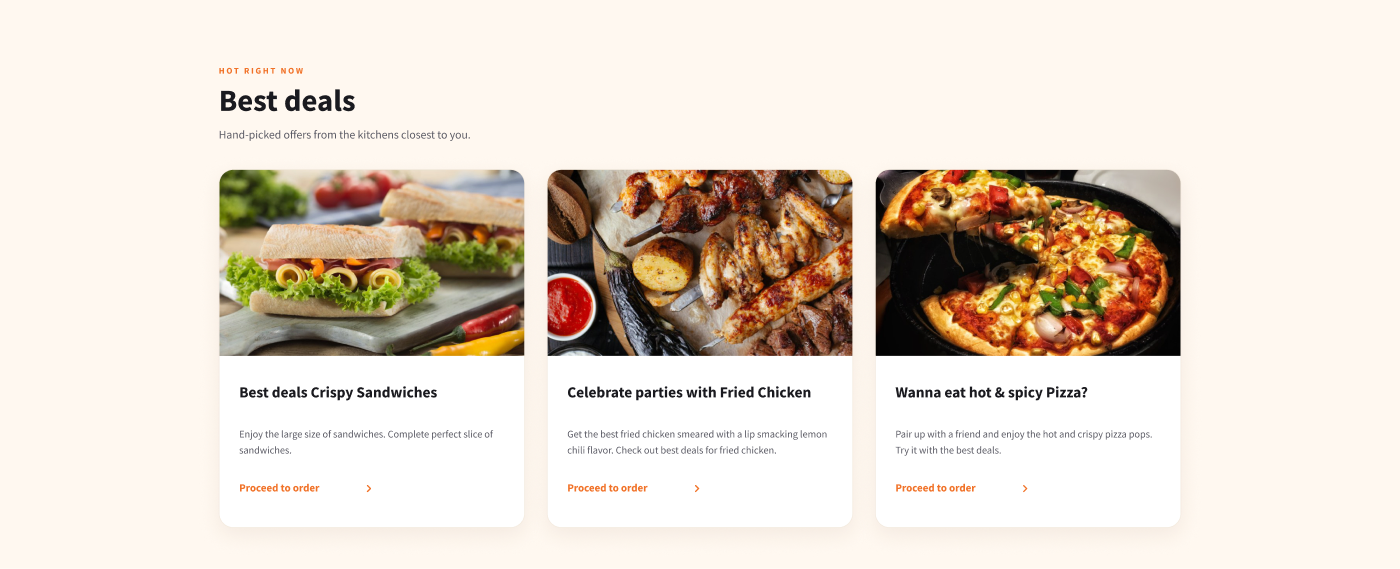 HOT RIGHT NOW
Best deals
Hand-picked offers from the kitchens closest to you.
Best deals Crispy Sandwiches
Enjoy the large size of sandwiches. Complete perfect slice of
sandwiches.
Proceed to order
Celebrate parties with Fried Chicken
Get the best fried chicken smeared with a lip smacking lemon
chili flavor. Check out best deals for fried chicken.
Proceed to order
Wanna eat hot & spicy Pizza?
Pair up with a friend and enjoy the hot and crispy pizza pops.
Try it with the best deals.
Proceed to order